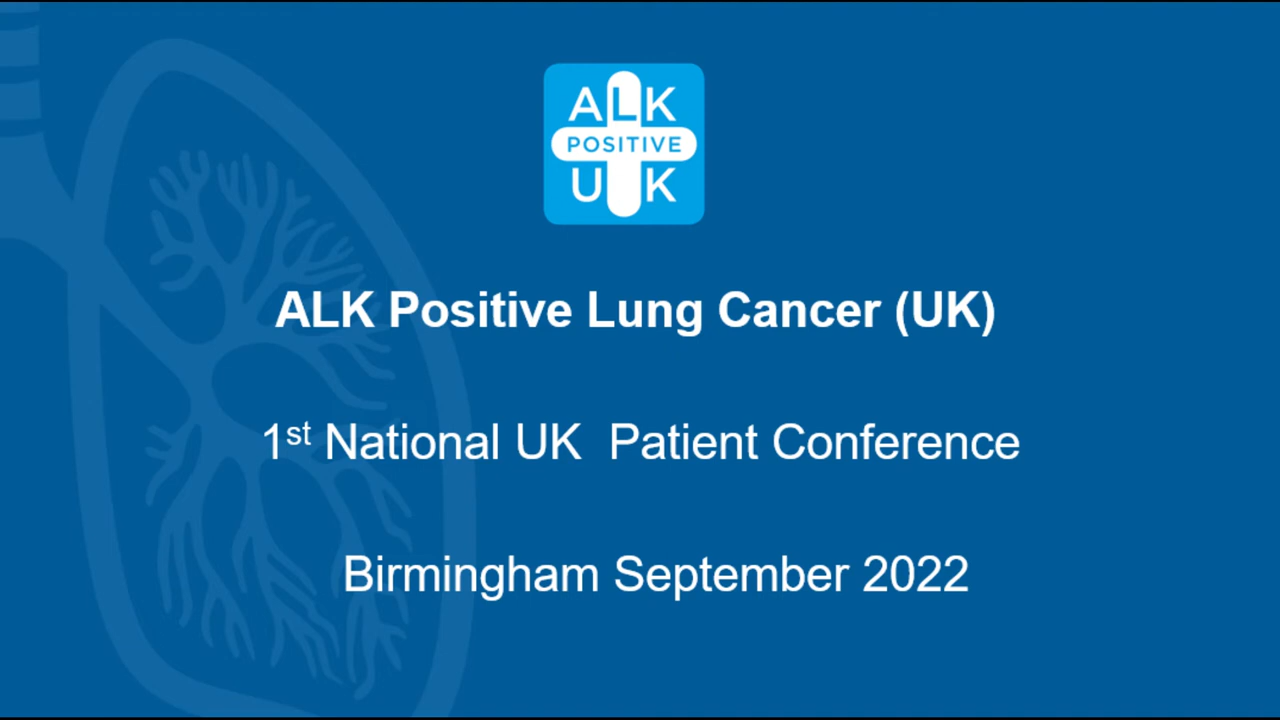 ALK
POSITIVE
UK
ALK Positive Lung Cancer (UK)
1st National UK  Patient Conference
Birmingham September 2022